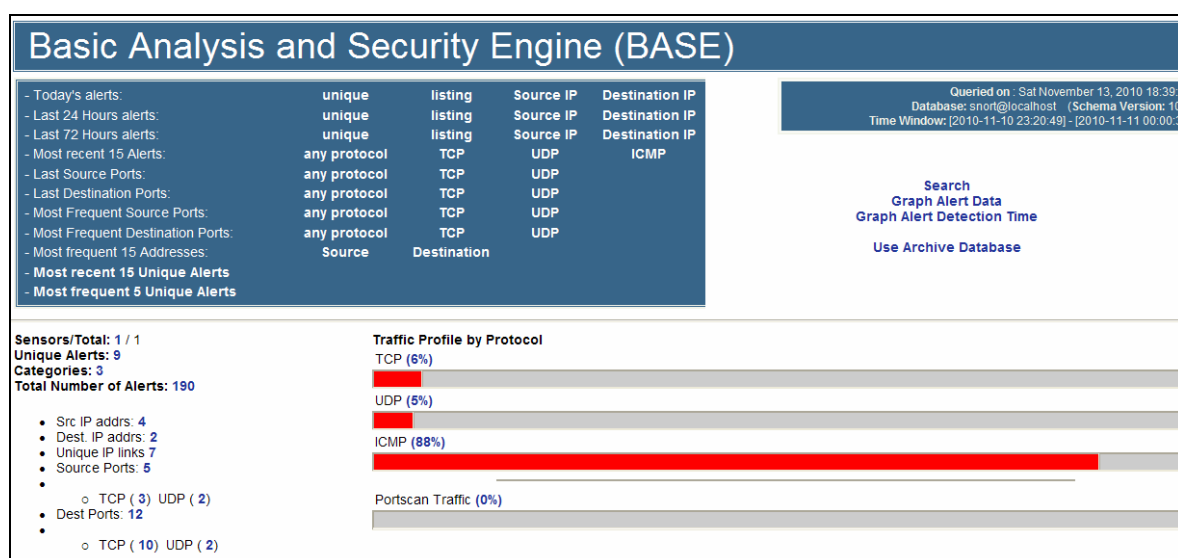 Basic Analysis and Security Engine (BASE)
- Today's alerts: unique listing Source IP Destination IP
- Last 24 Hours alerts: unique listing Source IP Destination IP
- Last 72 Hours alerts: unique listing Source IP Destination IP
- Most recent 15 Alerts: any protocol TCP UDP ICMP
- Last Source Ports: any protocol TCP UDP
- Last Destination Ports: any protocol TCP UDP
- Most Frequent Source Ports: any protocol TCP UDP
- Most Frequent Destination Ports: any protocol TCP UDP
- Most frequent 15 Addresses: Source Destination
- Most recent 15 Unique Alerts
- Most frequent 5 Unique Alerts
Queried on : Sat November 13, 2010 18:39:
Database: snort@localhost (Schema Version: 10
Time Window: [2010-11-10 23:20:49] - [2010-11-11 00:00:
Search
Graph Alert Data
Graph Alert Detection Time
Use Archive Database
Sensors/Total: 1 / 1
Unique Alerts: 9
Categories: 3
Total Number of Alerts: 190
• Src IP addrs: 4
• Dest. IP addrs: 2
• Unique IP links 7
• Source Ports: 5
•
○ TCP ( 3) UDP ( 2)
• Dest Ports: 12
•
○ TCP ( 10) UDP ( 2)
Traffic Profile by Protocol
TCP (6%)
UDP (5%)
ICMP (88%)
Portscan Traffic (0%)